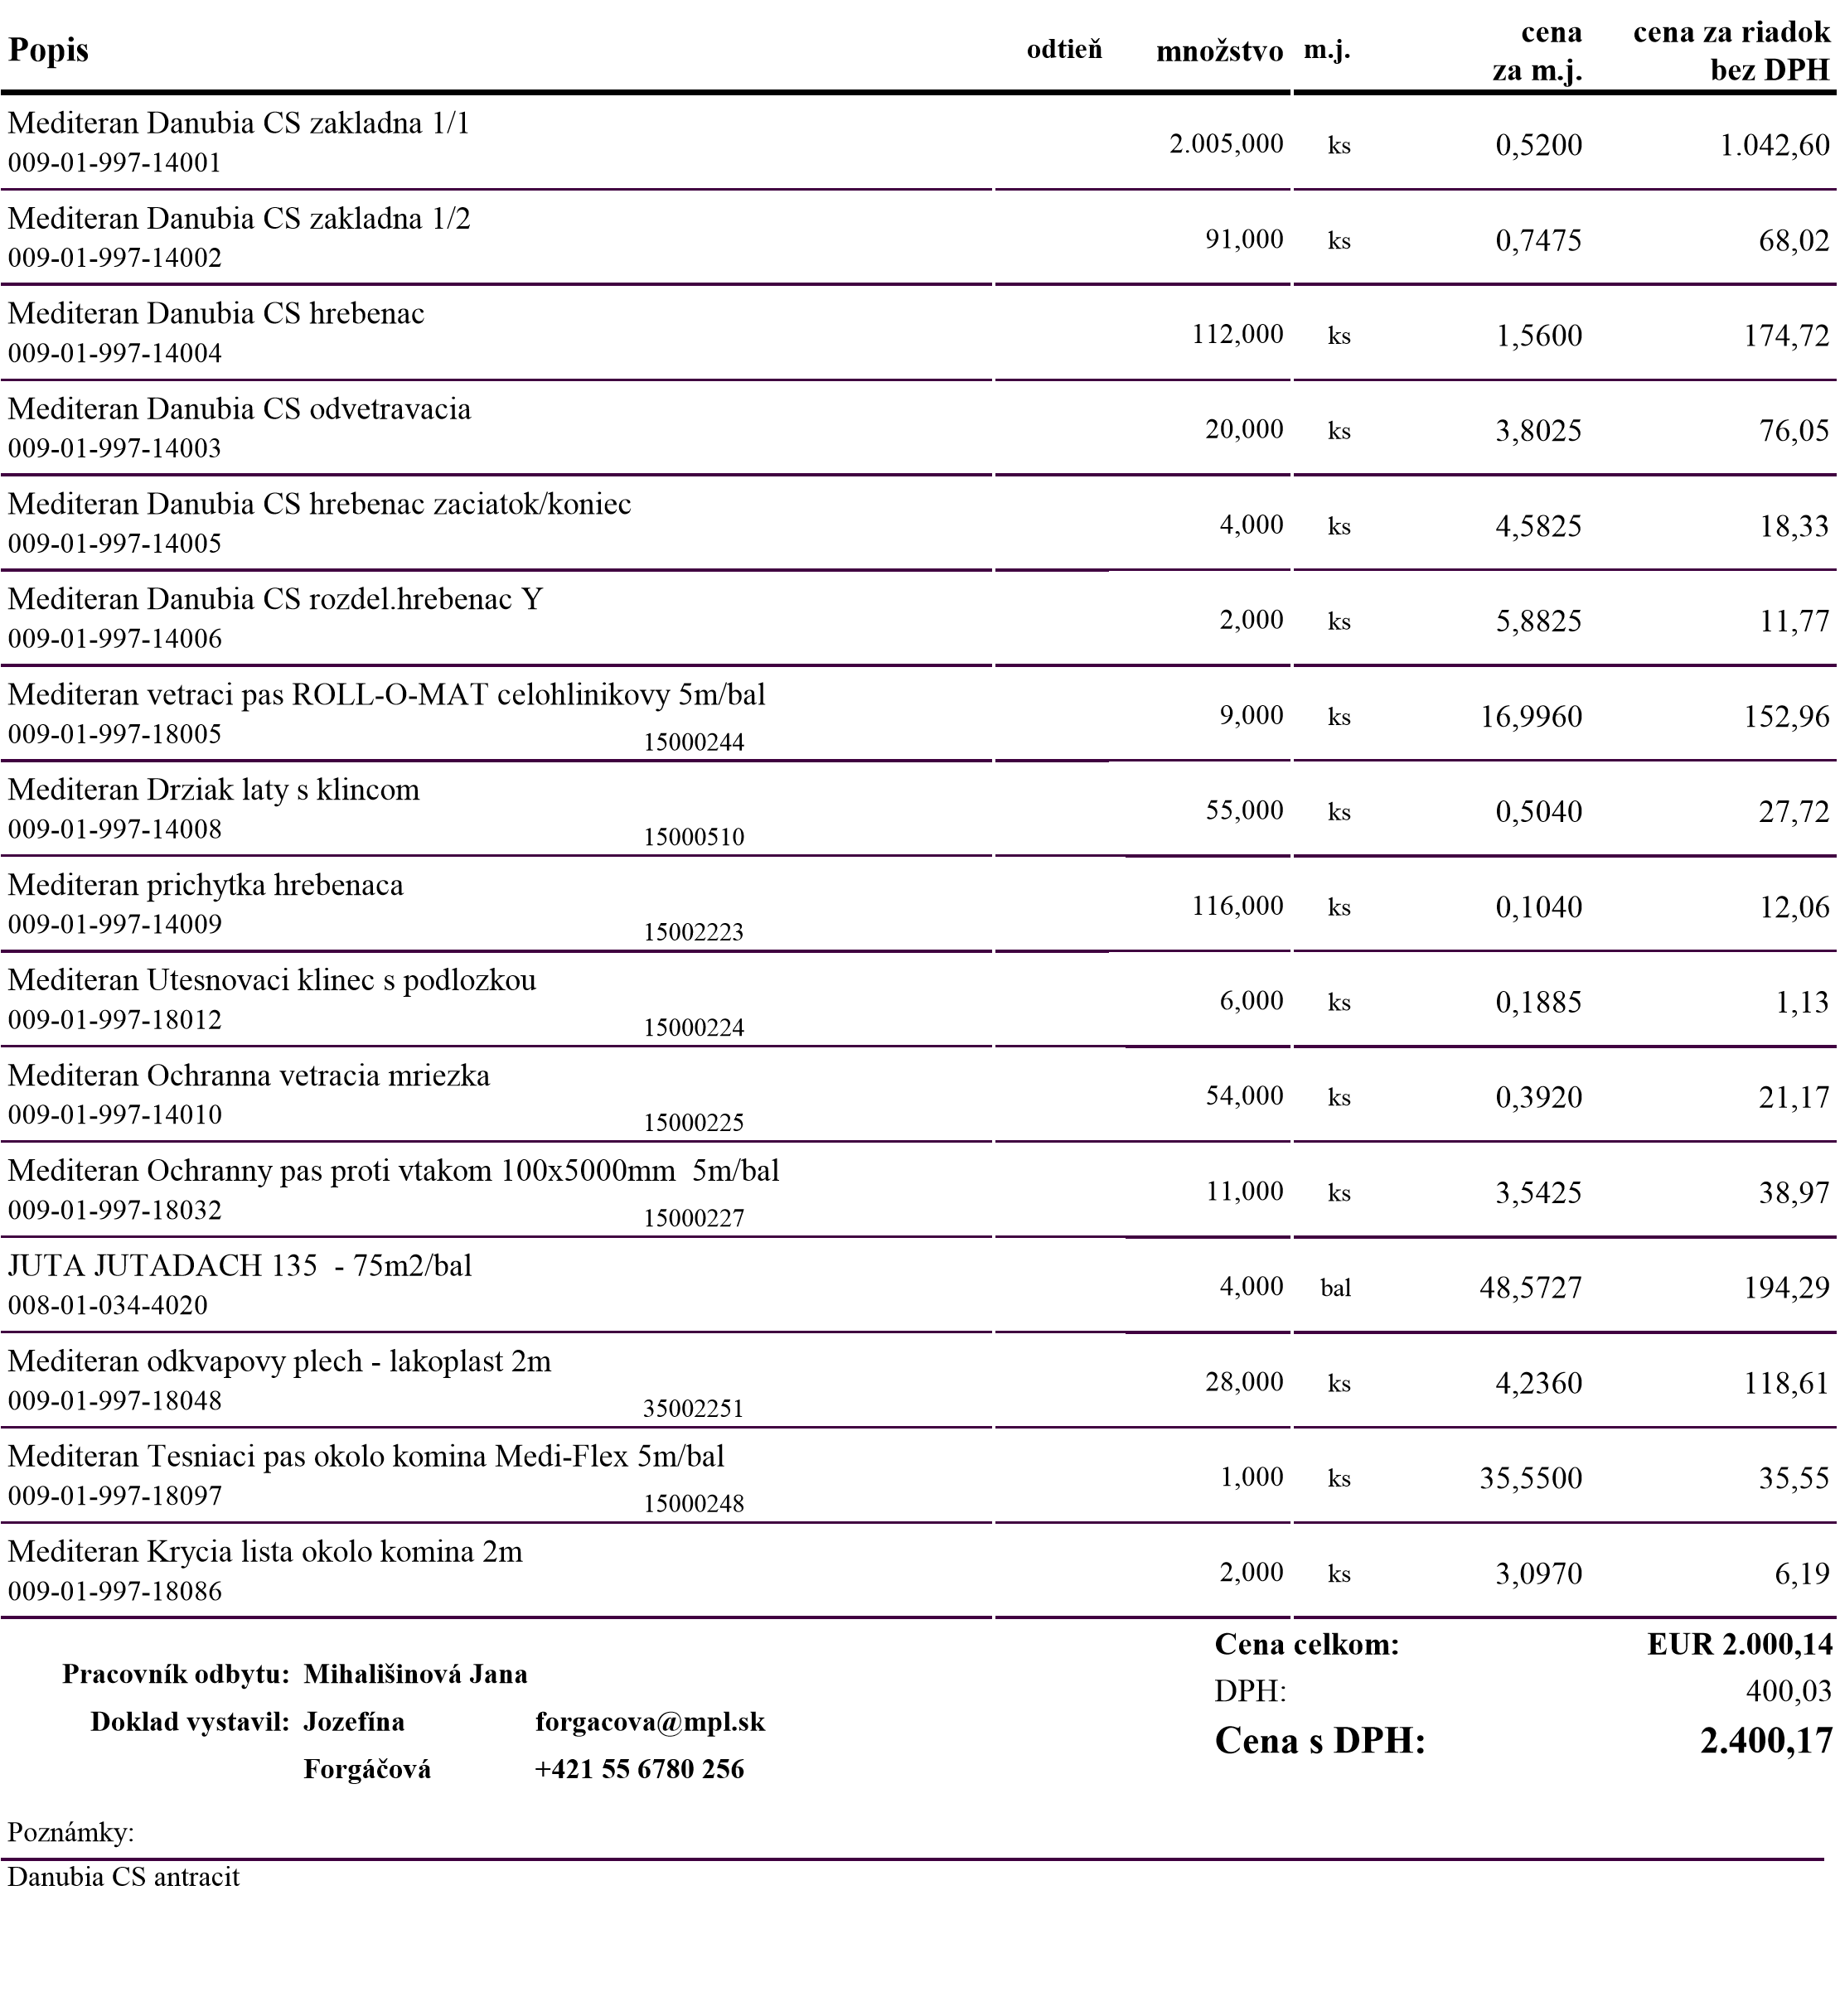 Popis odtieň množstvo m.j. cena za m.j. cena za riadok bez DPH
Mediteran Danubia CS zakladna 1/1 2.005,000 ks 0,5200 1.042,60
009-01-997-14001
Mediteran Danubia CS zakladna 1/2 91,000 ks 0,7475 68,02
009-01-997-14002
Mediteran Danubia CS hrebenac 112,000 ks 1,5600 174,72
009-01-997-14004
Mediteran Danubia CS odvetravacia 20,000 ks 3,8025 76,05
009-01-997-14003
Mediteran Danubia CS hrebenac zaciatok/koniec 4,000 ks 4,5825 18,33
009-01-997-14005
Mediteran Danubia CS rozdel.hrebenac Y 2,000 ks 5,8825 11,77
009-01-997-14006
Mediteran vetraci pas ROLL-O-MAT celohlinikovy 5m/bal 9,000 ks 16,9960 152,96
009-01-997-18005 15000244
Mediteran Drziak laty s klincom 55,000 ks 0,5040 27,72
009-01-997-14008 15000510
Mediteran prichytka hrebenaca 116,000 ks 0,1040 12,06
009-01-997-14009 15002223
Mediteran Utesnovaci klinec s podlozkou 6,000 ks 0,1885 1,13
009-01-997-18012 15000224
Mediteran Ochranna vetracia mriezka 54,000 ks 0,3920 21,17
009-01-997-14010 15000225
Mediteran Ochranny pas proti vtakom 100x5000mm 5m/bal 11,000 ks 3,5425 38,97
009-01-997-18032 15000227
JUTA JUTADACH 135 - 75m2/bal 4,000 bal 48,5727 194,29
008-01-034-4020
Mediteran odkvapovy plech - lakoplast 2m 28,000 ks 4,2360 118,61
009-01-997-18048 35002251
Mediteran Tesniaci pas okolo komina Medi-Flex 5m/bal 1,000 ks 35,5500 35,55
009-01-997-18097 15000248
Mediteran Krycia lista okolo komina 2m 2,000 ks 3,0970 6,19
009-01-997-18086
Cena celkom: EUR 2.000,14
Pracovník odbytu: Mihališinová Jana
DPH: 400,03
Doklad vystavil: Jozefína forgacova@mpl.sk
Cena s DPH: 2.400,17
Forgáčová +421 55 6780 256
Poznámky:
Danubia CS antracit